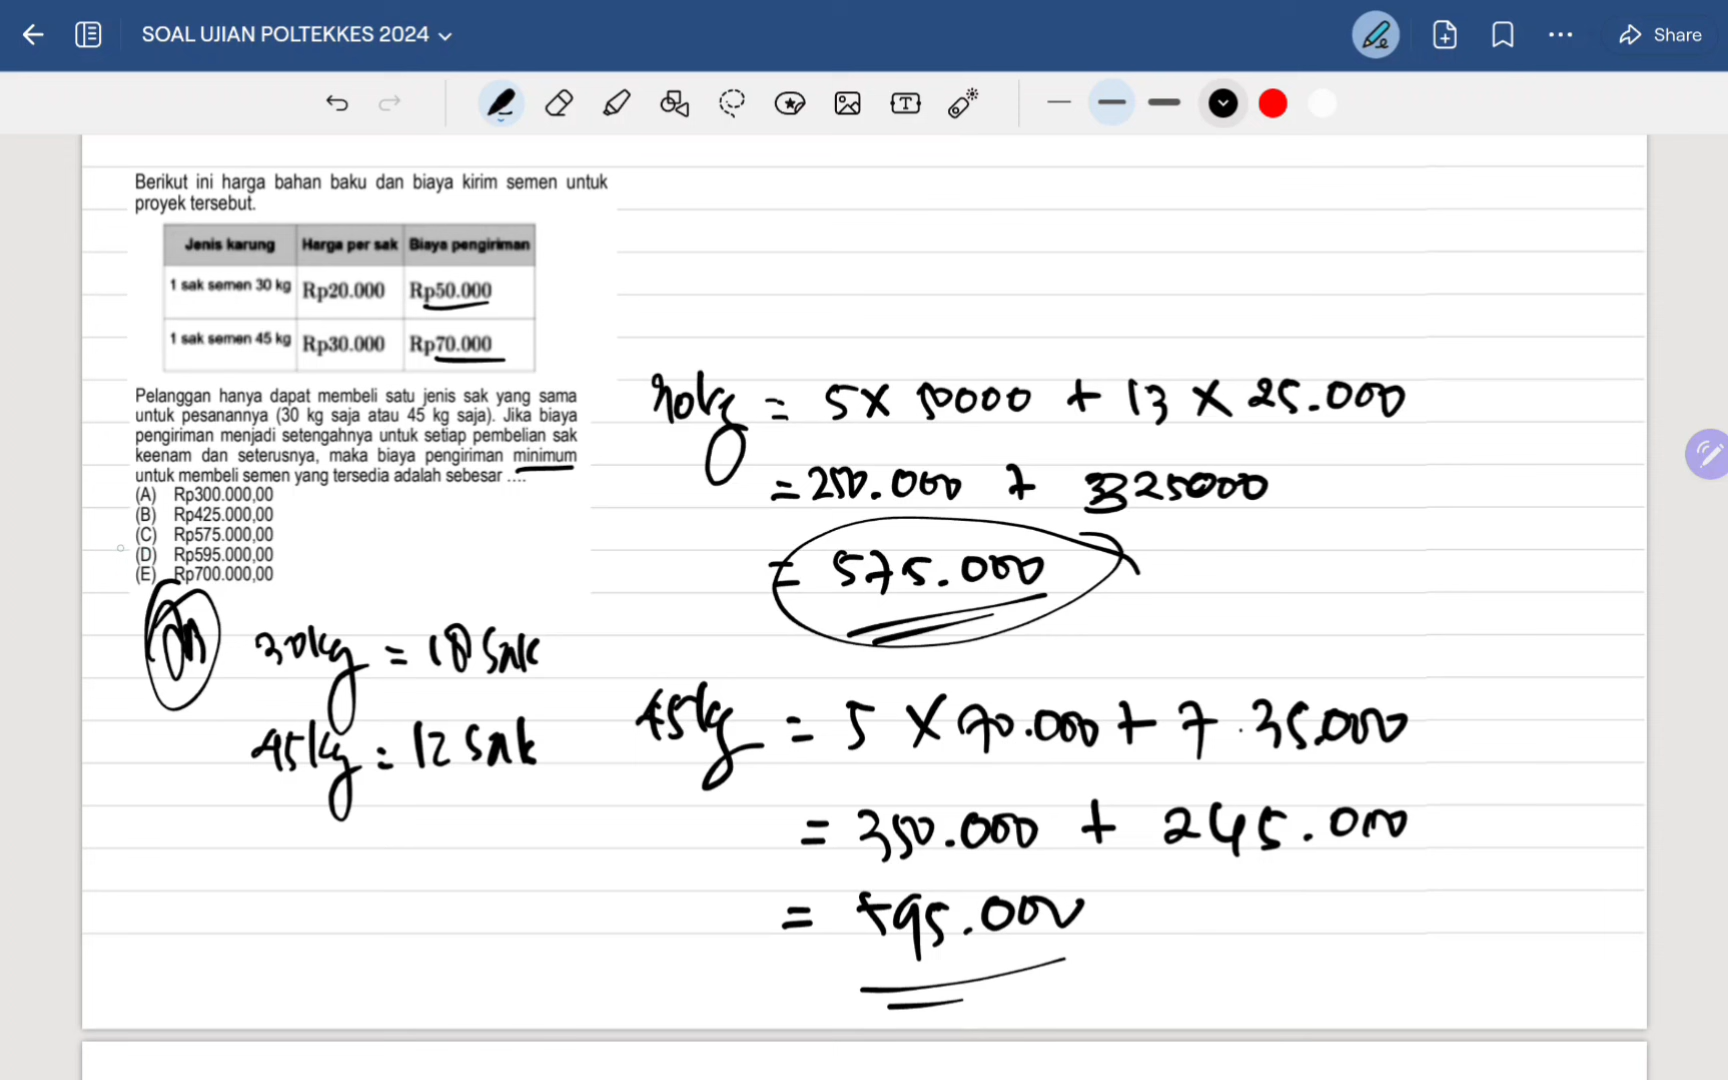 SOAL UJIAN POLTEKKES 2024
Share
Berikut ini harga bahan baku dan biaya kirim semen untuk
proyek tersebut.
Jenis karung Harga per sak Biaya pengiriman
1 sak semen 30 kg Rp20.000 Rp50.000
1 sak semen 45 kg Rp30.000 Rp70.000
Pelanggan hanya dapat membeli satu jenis sak yang sama
untuk pesanannya (30 kg saja atau 45 kg saja). Jika biaya
pengiriman menjadi setengahnya untuk setiap pembelian sak
keenam dan seterusnya, maka biaya pengiriman minimum
untuk membeli semen yang tersedia adalah sebesar ....
(A) Rp300.000,00
(B) Rp425.000,00
(C) Rp575.000,00
(D) Rp595.000,00
(E) Rp700.000,00
30kg = 18 sak
45kg = 12 sak
30kg = 5 x 50000 + 13 x 25.000
= 250.000 + 325000
= 575.000
45kg = 5 x 70.000 + 7 . 35.000
= 350.000 + 245.000
= 595.000